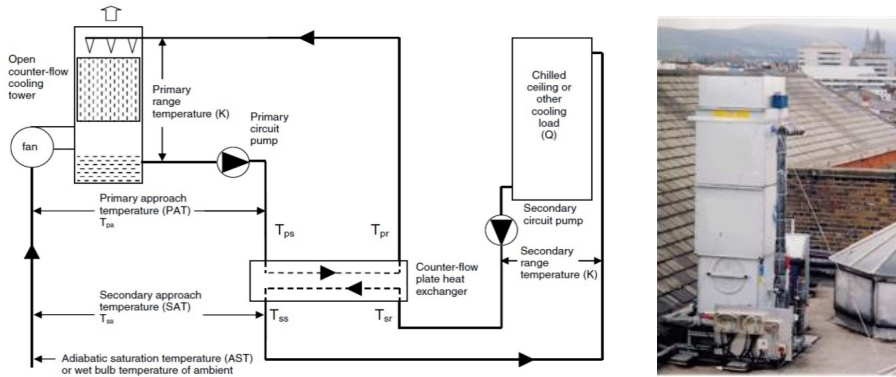 Open
counter-flow
cooling
tower
fan
Primary
range
temperature (K)
Primary
circuit
pump
Chilled
ceiling or
other
cooling
load
(Q)
Primary approach
temperature (PAT)
Tpa
Tps
Tpr
Secondary
circuit pump
Secondary
range
temperature (K)
Counter-flow
plate heat
exchanger
Secondary approach
temperature (SAT)
Tsa
Tss
Tsr
Adiabatic saturation temperature (AST)
or wet bulb temperature of ambient